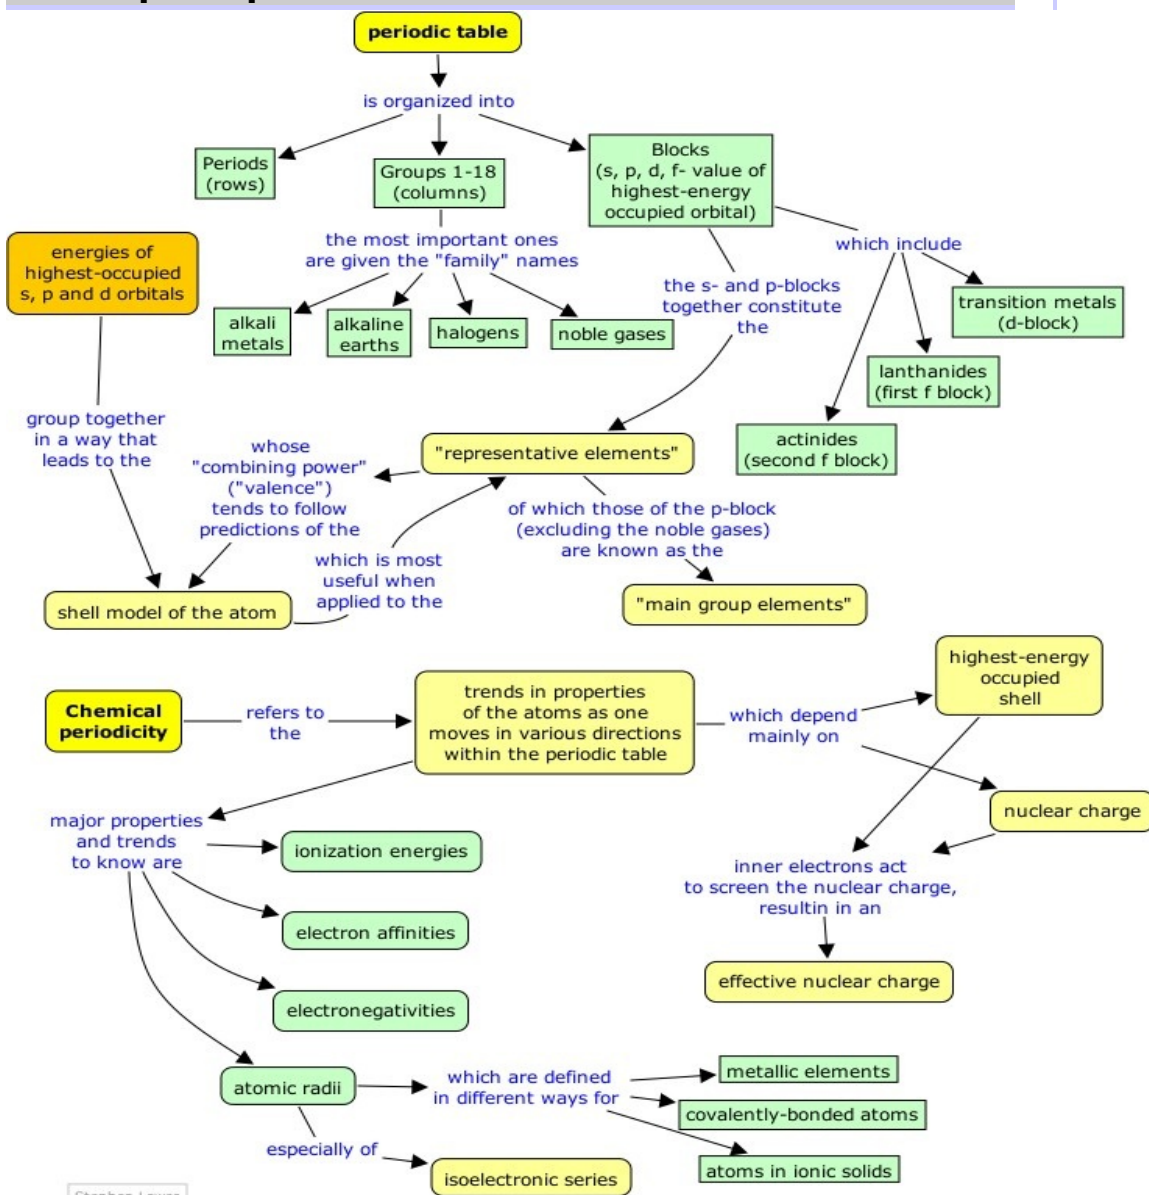 periodic table
is organized into
Periods
(rows)
Groups 1-18
(columns)
Blocks
(s, p, d, f- value of
highest-energy
occupied orbital)
energies of
highest-occupied
s, p and d orbitals
the most important ones
are given the "family" names
which include
the s- and p-blocks
together constitute
the
transition metals
(d-block)
alkali
metals
alkaline
earths
halogens
noble gases
lanthanides
(first f block)
actinides
(second f block)
group together
in a way that
leads to the
whose
"combining power"
("valence")
tends to follow
predictions of the
"representative elements"
of which those of the p-block
(excluding the noble gases)
are known as the
which is most
useful when
applied to the
shell model of the atom
"main group elements"
highest-energy
occupied
shell
Chemical
periodicity
refers to
the
trends in properties
of the atoms as one
moves in various directions
within the periodic table
which depend
mainly on
nuclear charge
major properties
and trends
to know are
ionization energies
inner electrons act
to screen the nuclear charge,
resultin in an
electron affinities
effective nuclear charge
electronegativities
atomic radii
which are defined
in different ways for
metallic elements
covalently-bonded atoms
atoms in ionic solids
especially of
isoelectronic series